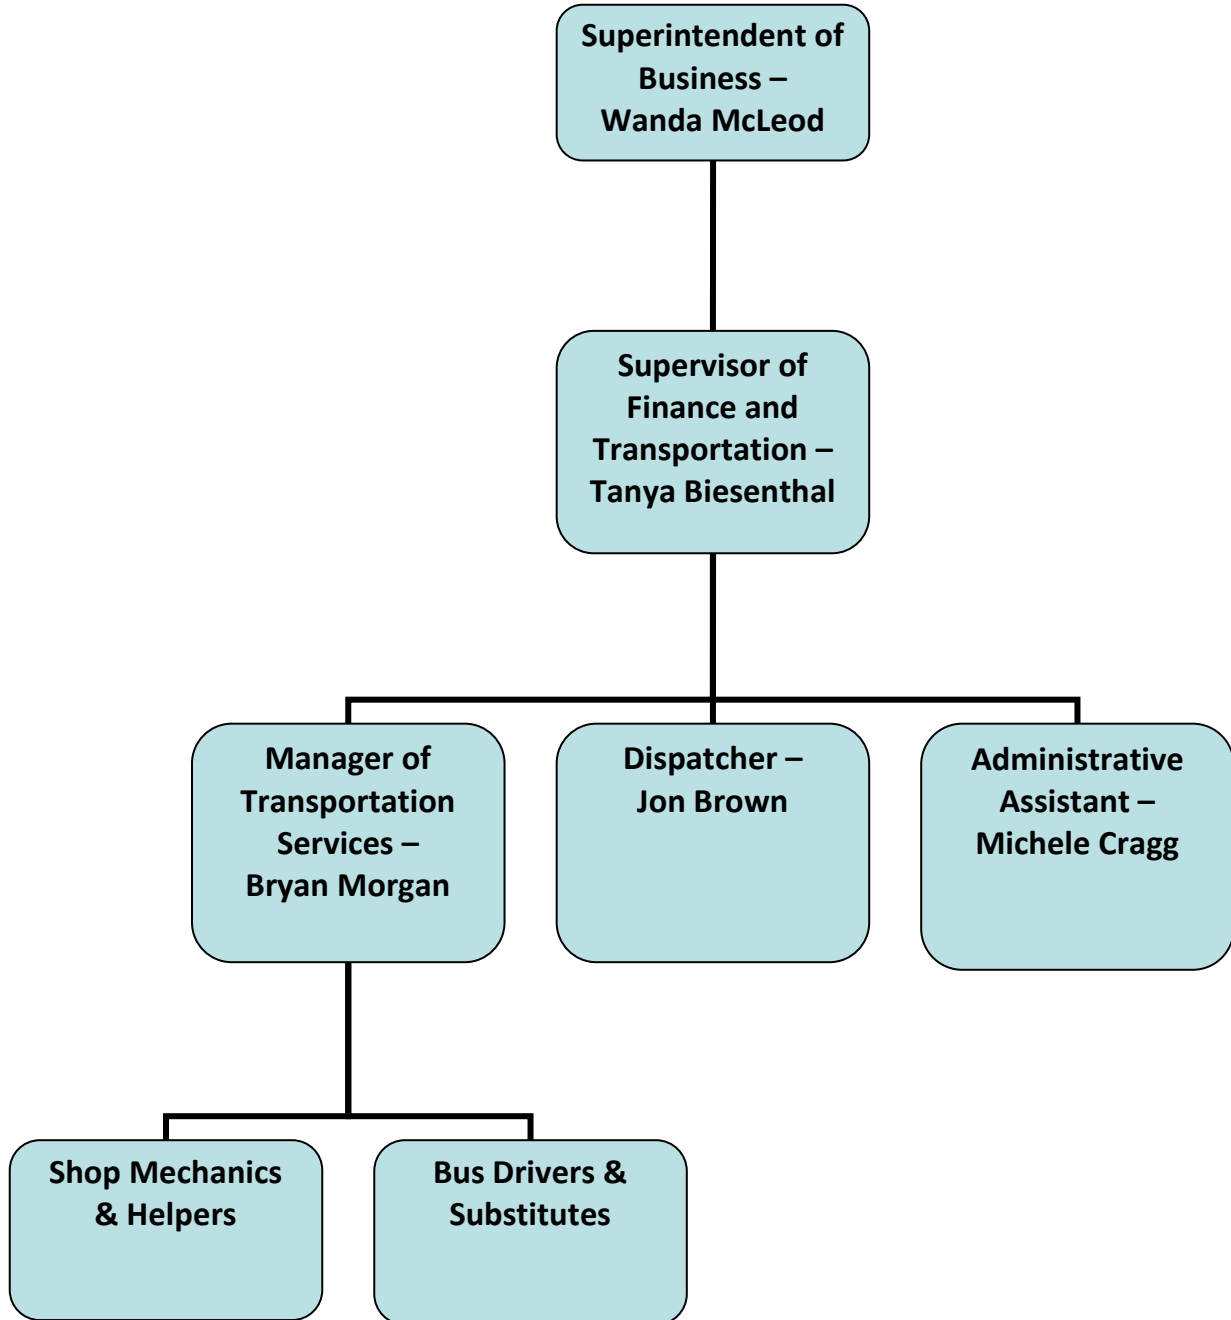 Superintendent of
Business –
Wanda McLeod
Supervisor of
Finance and
Transportation –
Tanya Biesenthal
Manager of
Transportation
Services –
Bryan Morgan
Dispatcher –
Jon Brown
Administrative
Assistant –
Michele Cragg
Shop Mechanics
& Helpers
Bus Drivers &
Substitutes